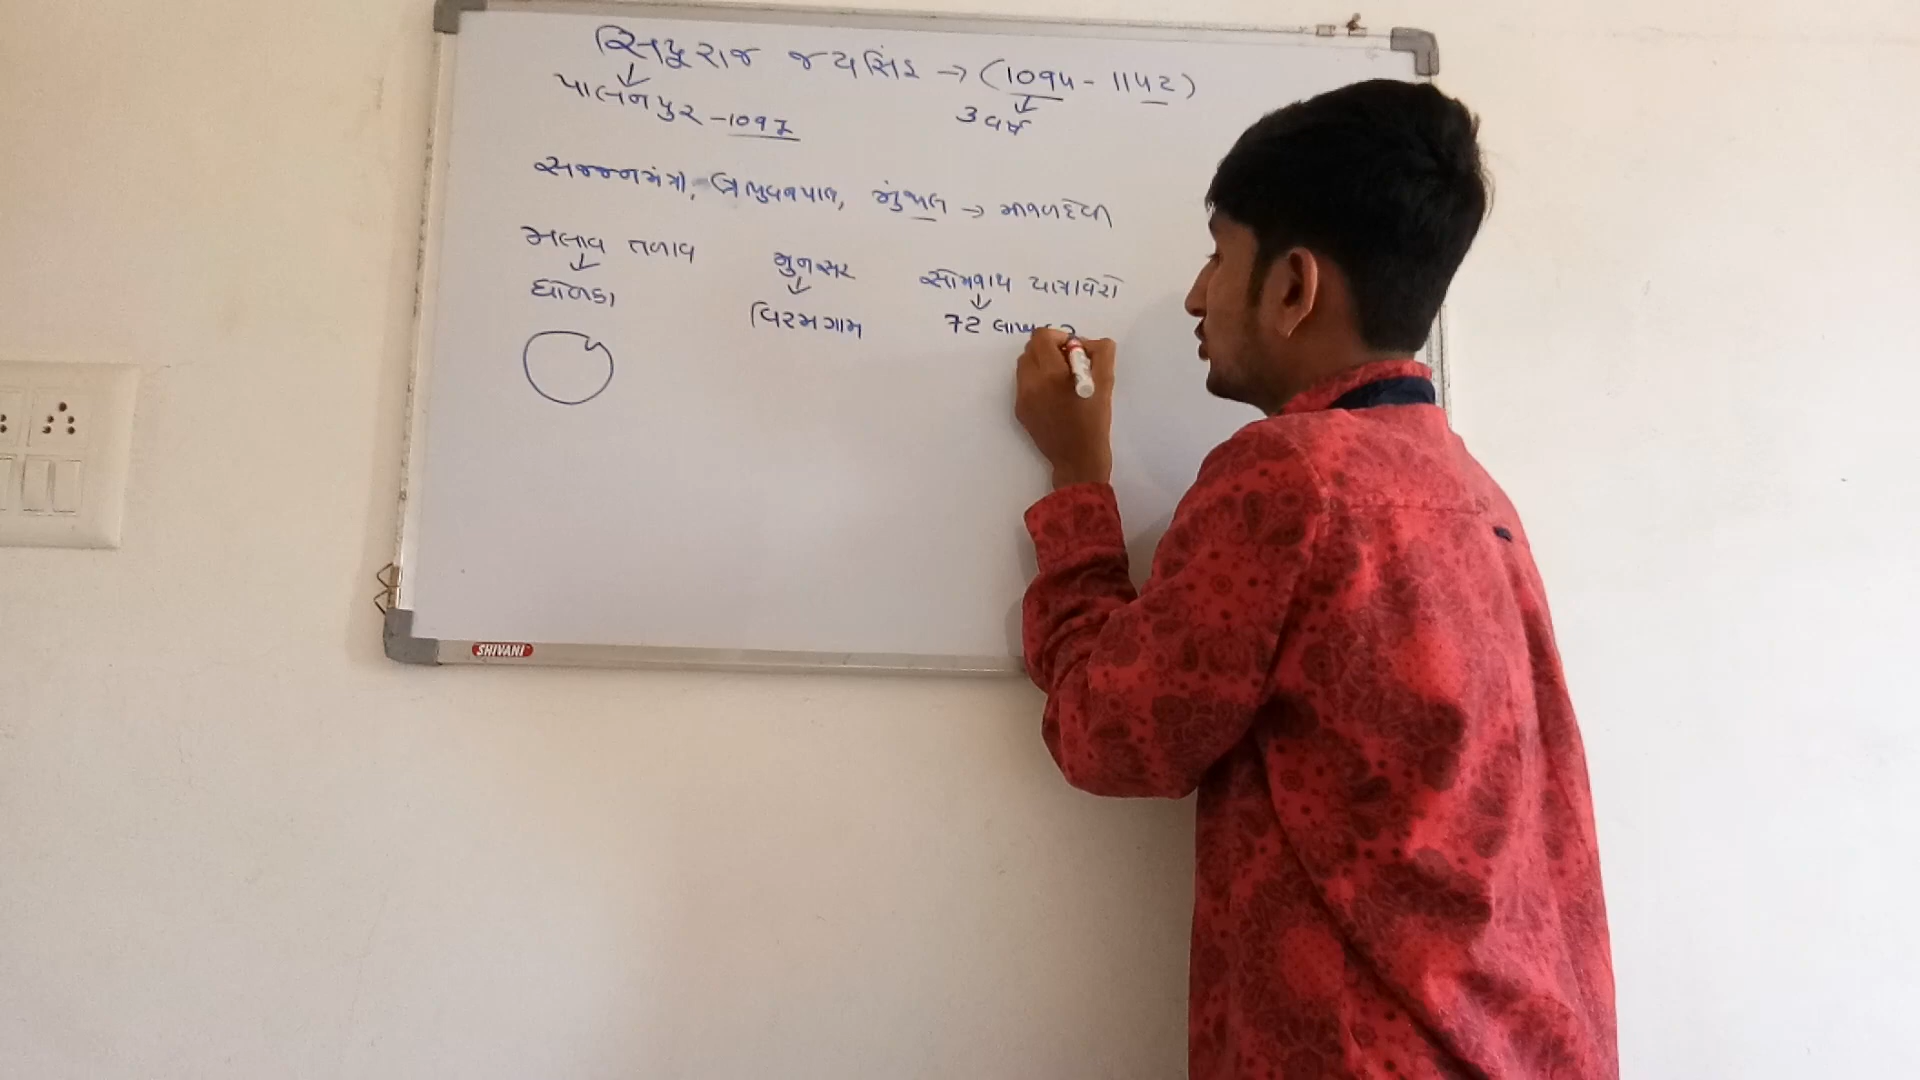 સિદ્ધરાજ જયસિંહ → (1094 - 1142)
↓
પાલનપુર - 1097
↓
3 વર્ષ
સજ્જનમંત્રી, ત્રિભુવનપાલ, મુંજાલ → મીનળદેવી
મલાવ તળાવ
↓
ધોળકા
મુનસર
↓
વિરમગામ
સોમનાથ યાત્રાવેરો
↓
72 લાખ
SHIVANI